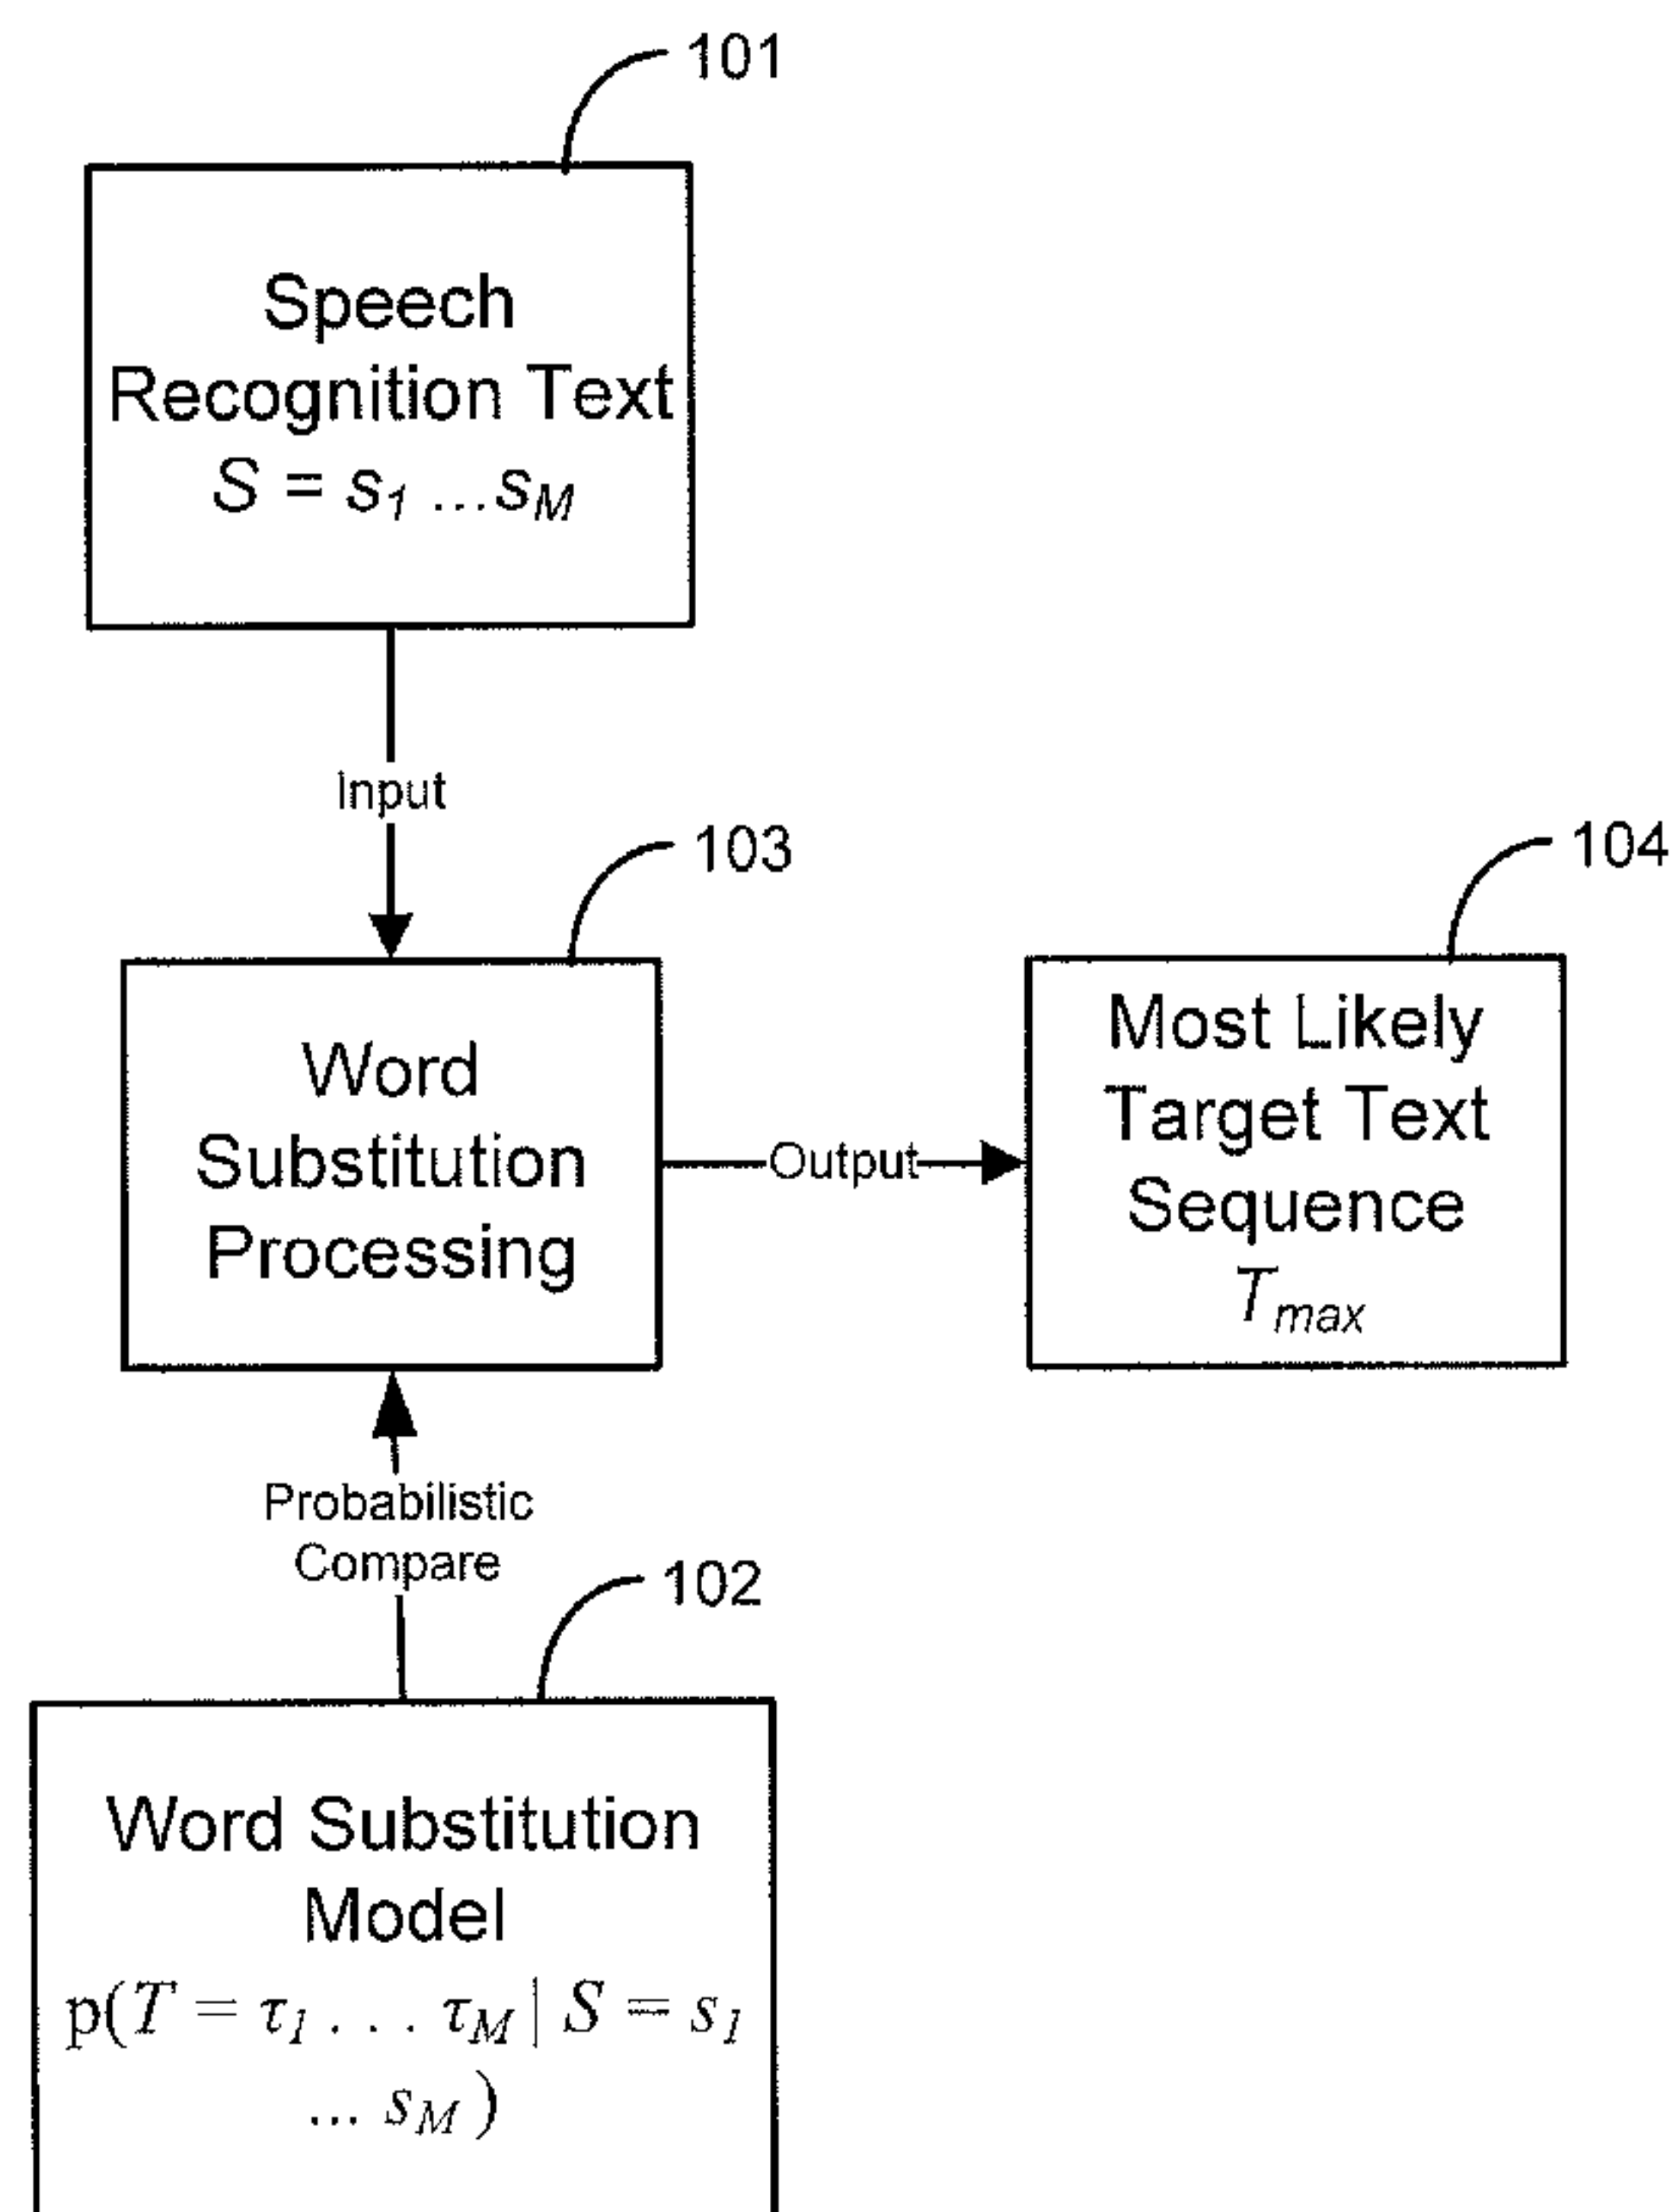 101
Speech
Recognition Text
S = s1 ...sM
Input
103
104
Word
Substitution
Processing
Output
Most Likely
Target Text
Sequence
Tmax
Probabilistic
Compare
102
Word Substitution
Model
p(T = τ1 . . . τM | S = s1
... sM )